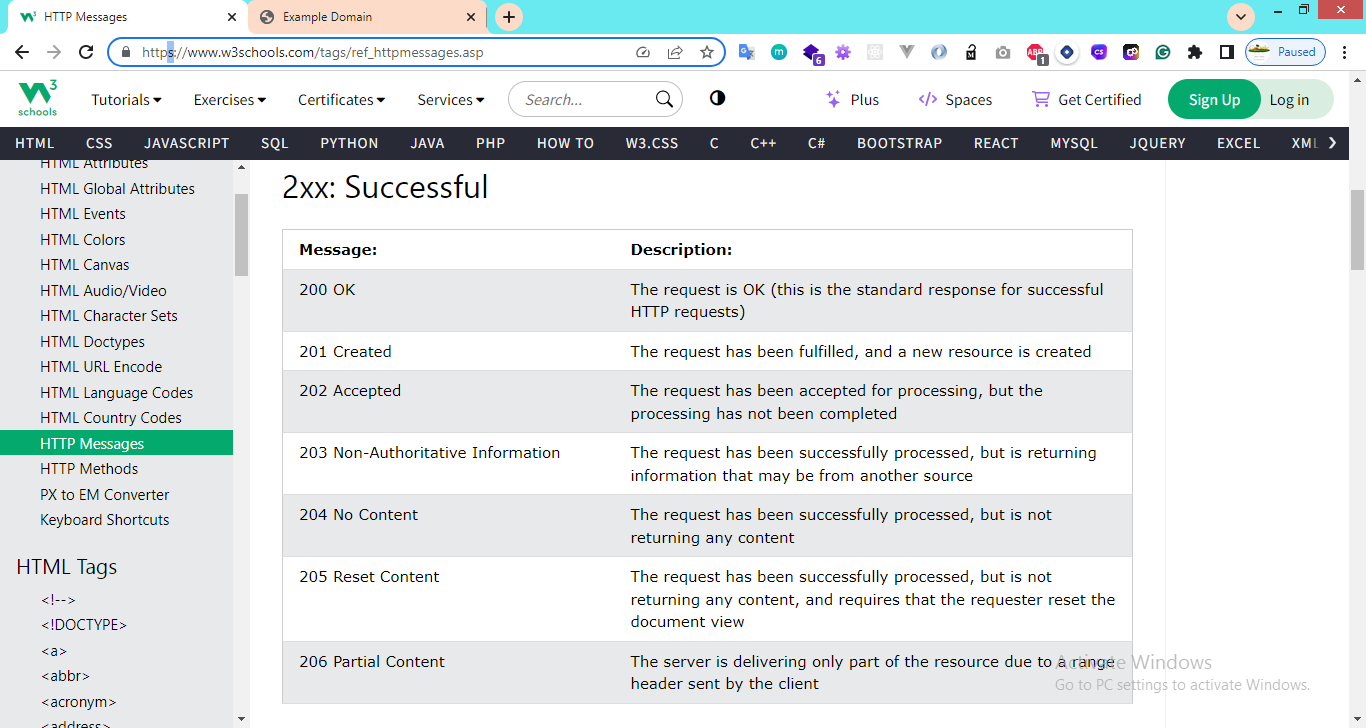 HTTP Messages
Example Domain
https://www.w3schools.com/tags/ref_httpmessages.asp
6
ABP
1
M
CS
Paused
3
schools
Tutorials
Exercises
Certificates
Services
Search...
Plus
Spaces
Get Certified
Sign Up
Log in
HTML CSS JAVASCRIPT SQL PYTHON JAVA PHP HOW TO W3.CSS C C++ C# BOOTSTRAP REACT MYSQL JQUERY EXCEL XML
HTML Attributes
HTML Global Attributes
HTML Events
HTML Colors
HTML Canvas
HTML Audio/Video
HTML Character Sets
HTML Doctypes
HTML URL Encode
HTML Language Codes
HTML Country Codes
HTTP Messages
HTTP Methods
PX to EM Converter
Keyboard Shortcuts
HTML Tags
<!-->
<!DOCTYPE>
<a>
<abbr>
<acronym>
<address>
2xx: Successful
Message: Description:
200 OK The request is OK (this is the standard response for successful
HTTP requests)
201 Created The request has been fulfilled, and a new resource is created
202 Accepted The request has been accepted for processing, but the
processing has not been completed
203 Non-Authoritative Information The request has been successfully processed, but is returning
information that may be from another source
204 No Content The request has been successfully processed, but is not
returning any content
205 Reset Content The request has been successfully processed, but is not
returning any content, and requires that the requester reset the
document view
206 Partial Content The server is delivering only part of the resource due to a range
header sent by the client
Activate Windows
Go to PC settings to activate Windows.